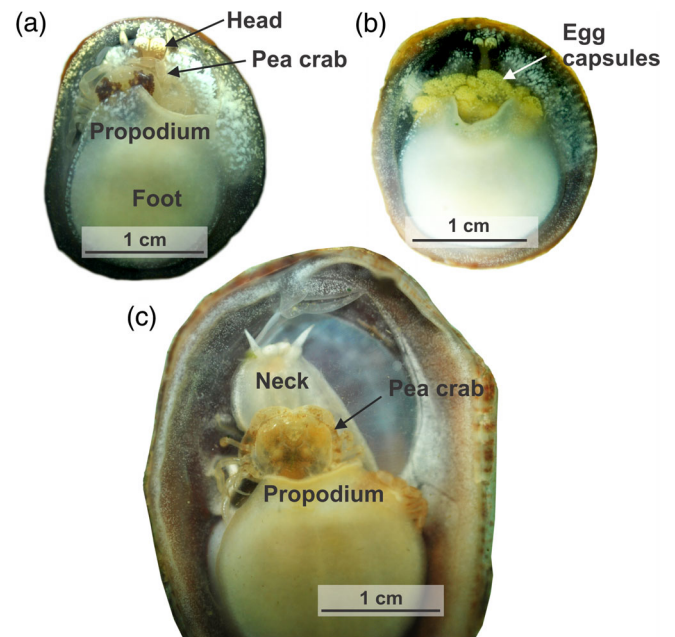 (a)
Head
Pea crab
Propodium
Foot
1 cm
(b)
Egg
capsules
1 cm
(c)
Neck
Pea crab
Propodium
1 cm